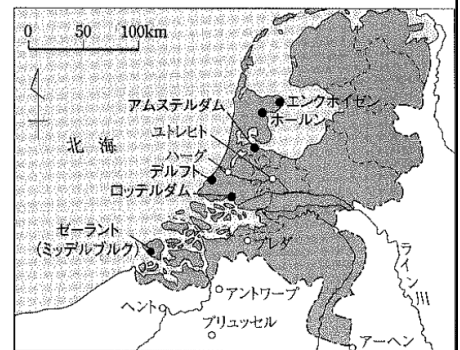 0 50 100km
アムステルダム
エンクホイゼン
ホールン
ユトレヒト
北海
ハーグ
デルフト
ロッテルダム
ゼーラント
(ミッデルブルク)
ブレダ
ライン川
アントワープ
ヘント
ブリュッセル
アーヘン